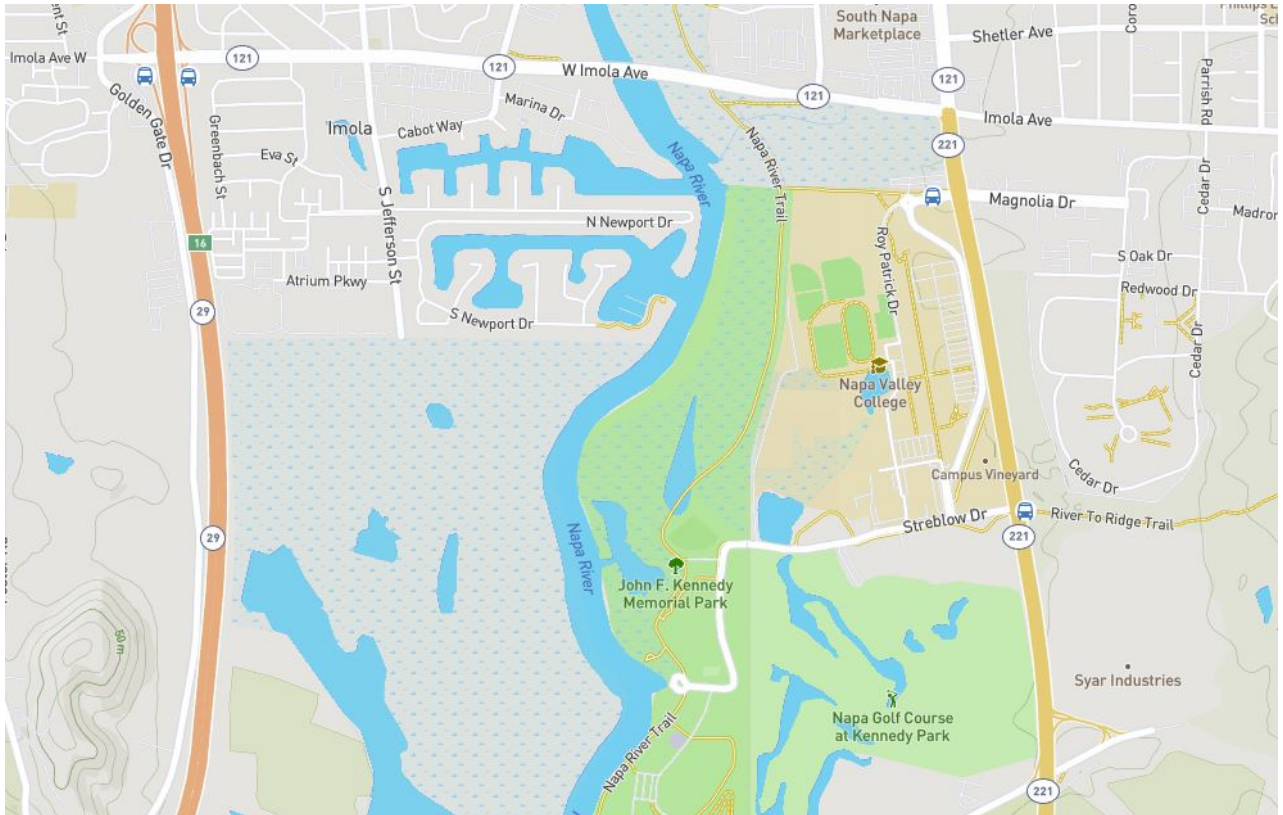 South Napa
Marketplace
Shetler Ave
Parrish Rd
Imola Ave W
121
121
W Imola Ave
121
121
Imola Ave
Golden Gate Dr
Greenbach St
Eva St
Imola
Cabot Way
Marina Dr
Napa River
Napa River Trail
221
Magnolia Dr
Cedar Dr
Madron
S Jefferson St
N Newport Dr
Roy Patrick Dr
16
Atrium Pkwy
S Oak Dr
Redwood Dr
29
S Newport Dr
Cedar Dr
Napa Valley
College
Campus Vineyard
Cedar Dr
Streblow Dr
River To Ridge Trail
29
Napa River
221
John F. Kennedy
Memorial Park
50 m
Syar Industries
Napa Golf Course
at Kennedy Park
Napa River Trail
221